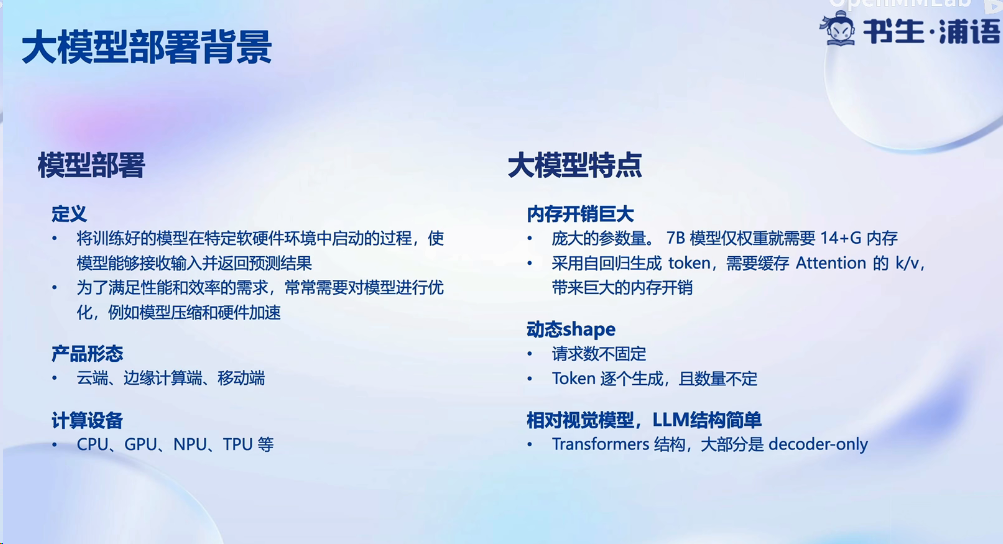 OpenMMLab
书生·浦语
大模型部署背景
模型部署
定义
• 将训练好的模型在特定软硬件环境中启动的过程，使
模型能够接收输入并返回预测结果
• 为了满足性能和效率的需求，常常需要对模型进行优
化，例如模型压缩和硬件加速
产品形态
• 云端、边缘计算端、移动端
计算设备
• CPU、GPU、NPU、TPU 等
大模型特点
内存开销巨大
• 庞大的参数量。 7B 模型仅权重就需要 14+G 内存
• 采用自回归生成 token，需要缓存 Attention 的 k/v，
带来巨大的内存开销
动态shape
• 请求数不固定
• Token 逐个生成，且数量不定
相对视觉模型，LLM结构简单
• Transformers 结构，大部分是 decoder-only